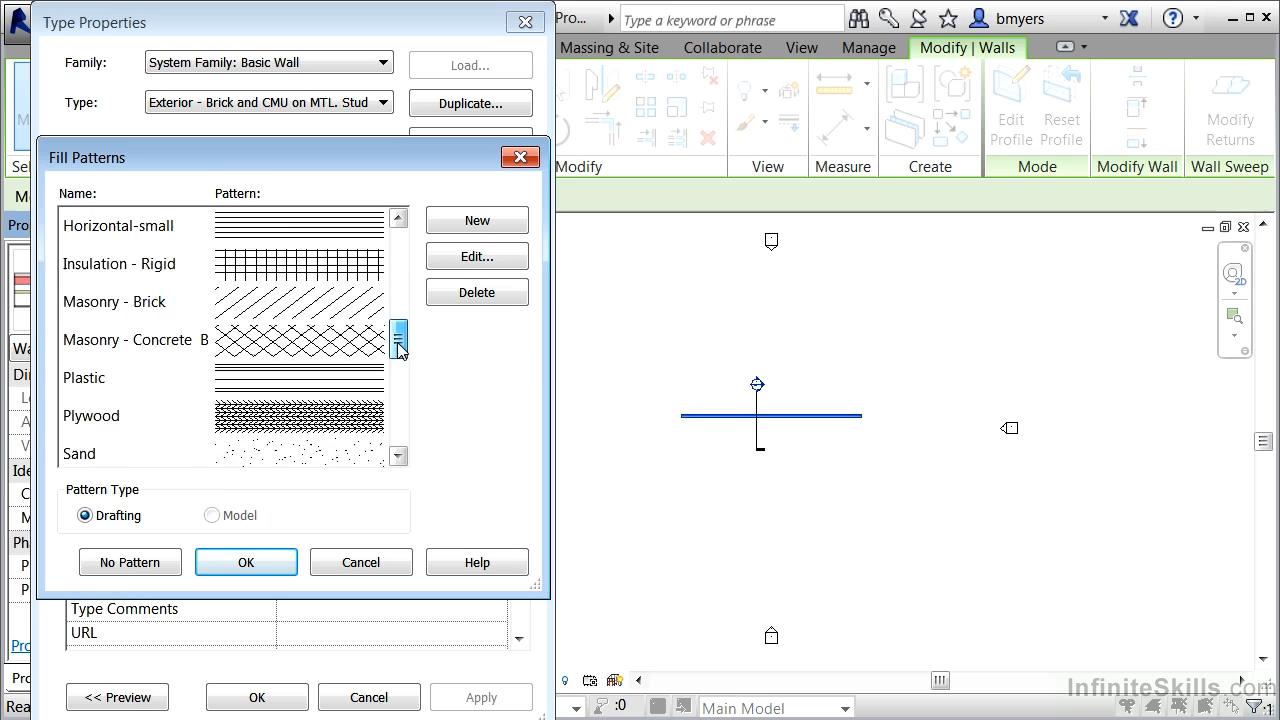 Type Properties
Pro...
Type a keyword or phrase
bmyers
Massing & Site
Collaborate
View
Manage
Modify | Walls
Family:
System Family: Basic Wall
Load...
Type:
Exterior - Brick and CMU on MTL. Stud
Duplicate...
Edit
Profile
Reset
Profile
Modify
Returns
Modify
View
Measure
Create
Mode
Modify Wall
Wall Sweep
Fill Patterns
Name:
Pattern:
Horizontal-small
Insulation - Rigid
Masonry - Brick
Masonry - Concrete B
Plastic
Plywood
Sand
New
Edit...
Delete
2D
Pattern Type
Drafting
Model
No Pattern
OK
Cancel
Help
Type Comments
URL
<< Preview
OK
Cancel
Apply
:0
Main Model
:1
InfiniteSkills.com